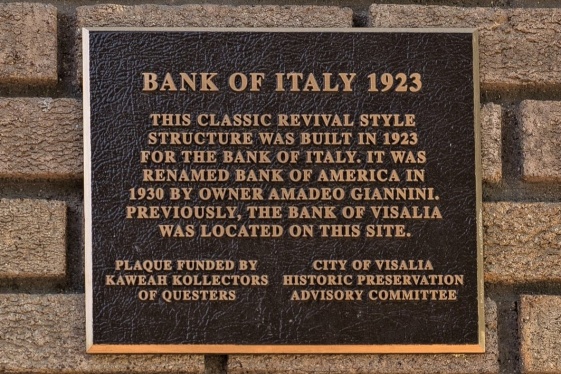 BANK OF ITALY 1923
THIS CLASSIC REVIVAL STYLE
STRUCTURE WAS BUILT IN 1923
FOR THE BANK OF ITALY. IT WAS
RENAMED BANK OF AMERICA IN
1930 BY OWNER AMADEO GIANNINI.
PREVIOUSLY, THE BANK OF VISALIA
WAS LOCATED ON THIS SITE.
PLAQUE FUNDED BY
KAWEAH KOLLECTORS
OF QUESTERS
CITY OF VISALIA
HISTORIC PRESERVATION
ADVISORY COMMITTEE